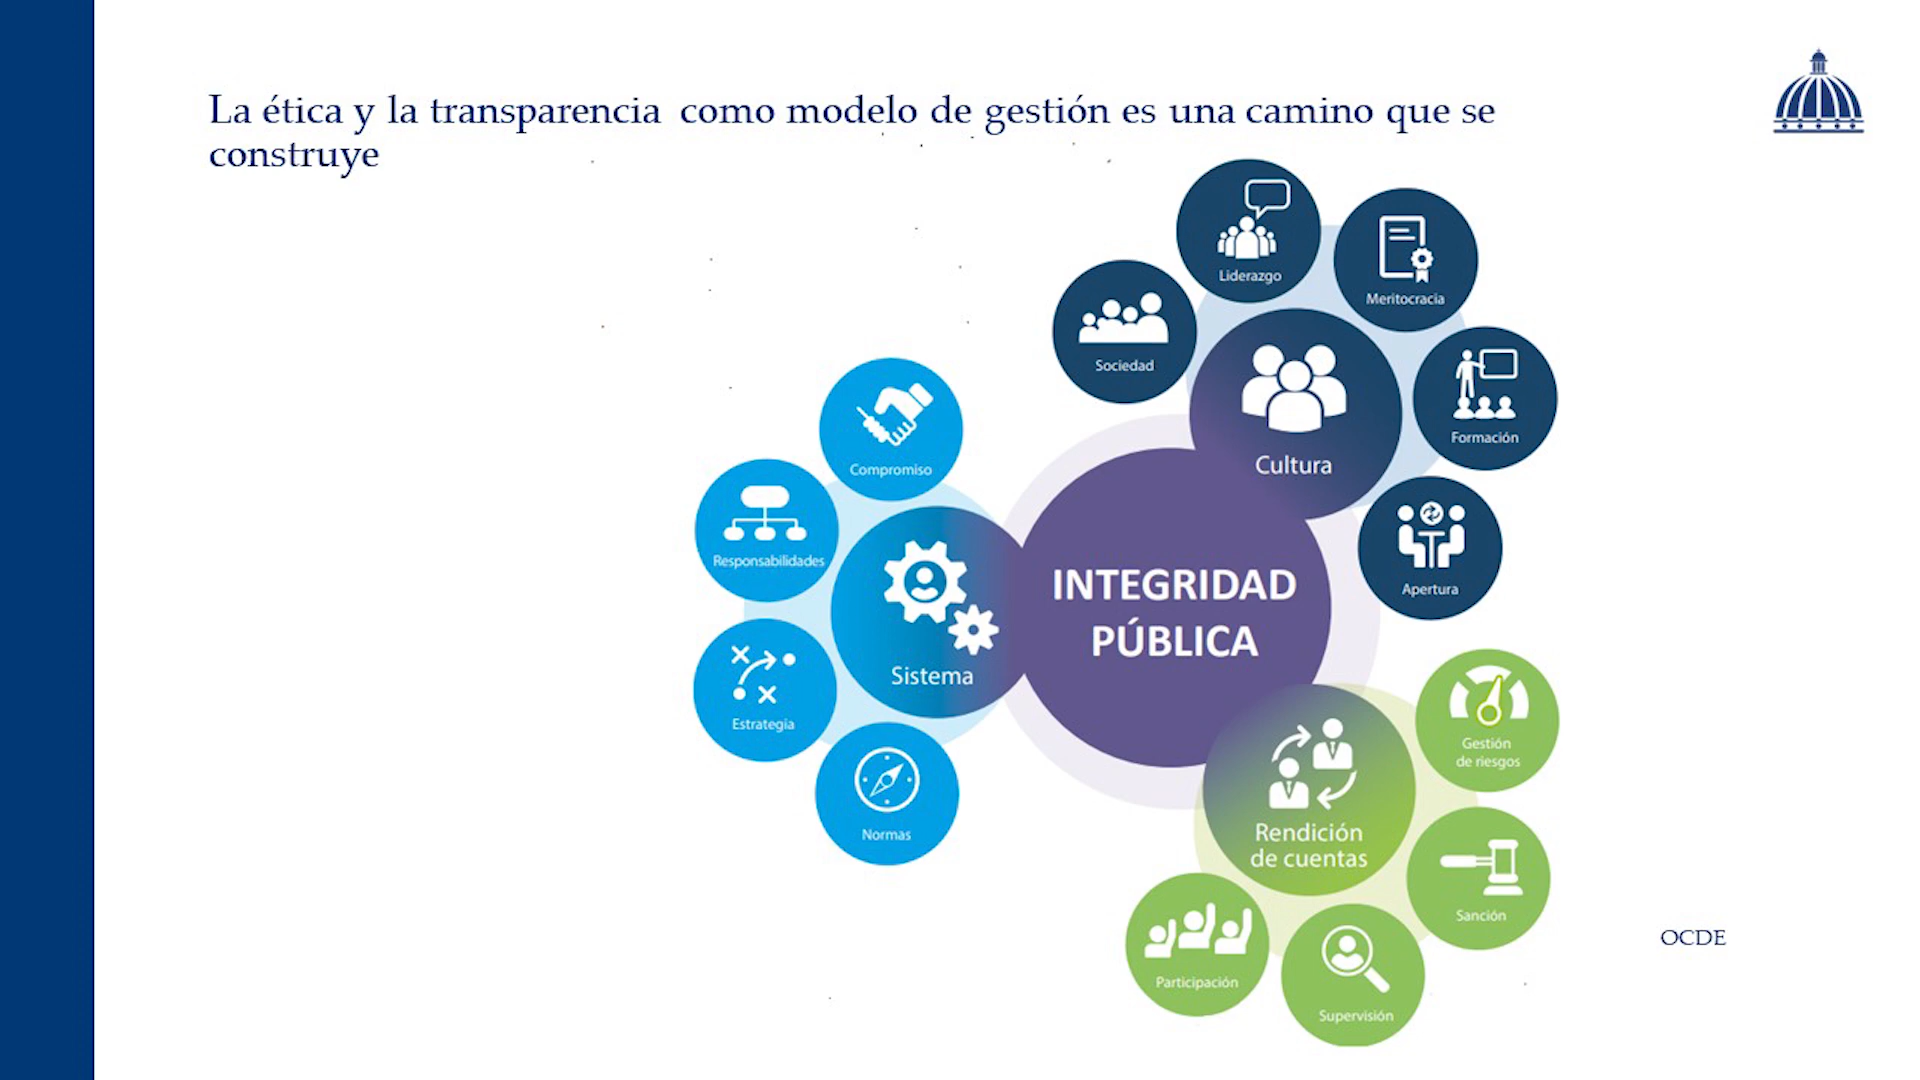 La ética y la transparencia como modelo de gestión es una camino que se
construye
Liderazgo
Meritocracia
Sociedad
Formación
Cultura
Apertura
Compromiso
Responsabilidades
Sistema
Estrategia
Normas
INTEGRIDAD
PÚBLICA
Gestión
de riesgos
Rendición
de cuentas
Sanción
Participación
Supervisión
OCDE